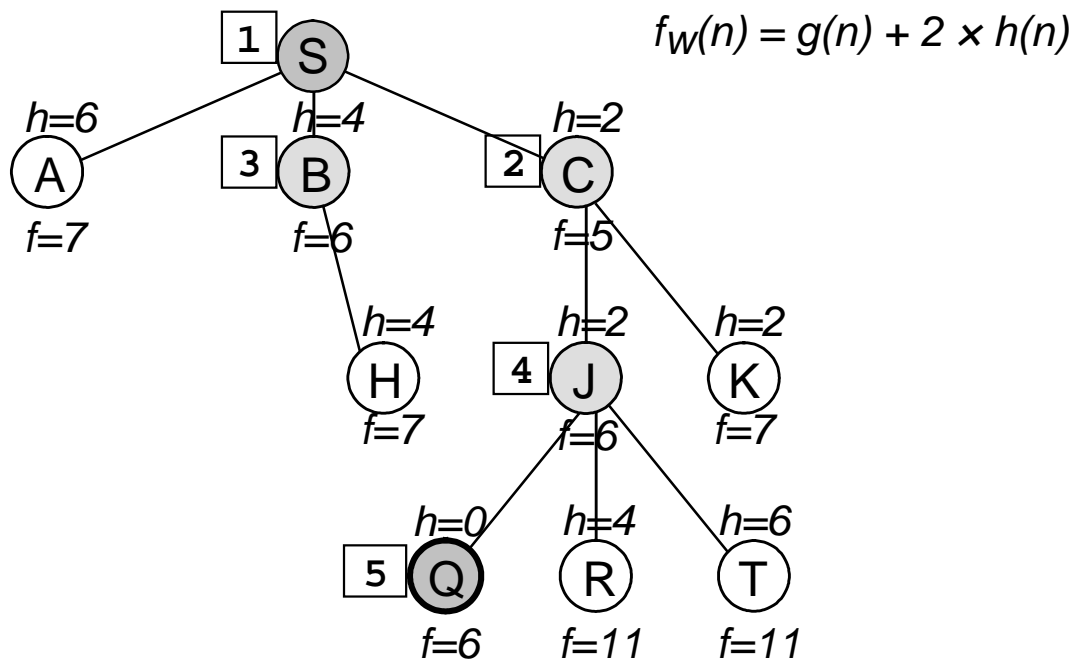 f_W(n) = g(n) + 2 × h(n)
1 S
h=6 h=4 h=2
A 3 B 2 C
f=7 f=6 f=5
h=4 h=2 h=2
H 4 J K
f=7 f=6 f=7
h=0 h=4 h=6
5 Q R T
f=6 f=11 f=11